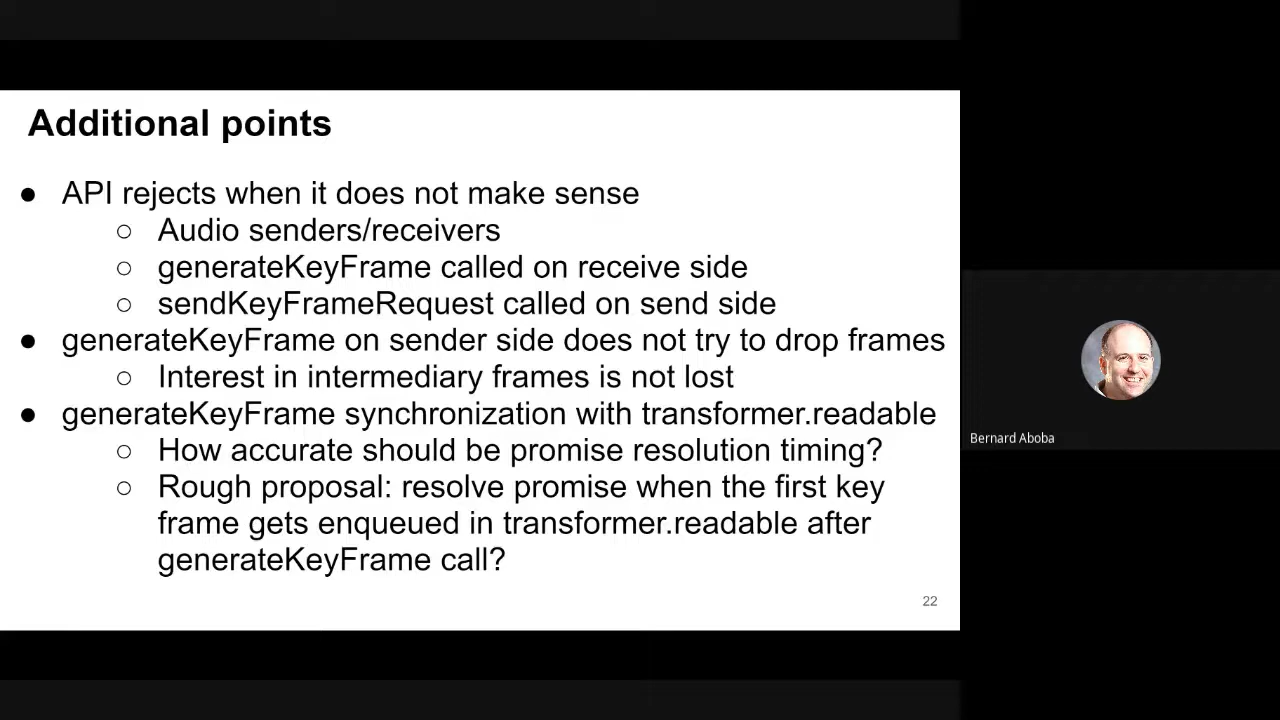 Additional points
● API rejects when it does not make sense
○ Audio senders/receivers
○ generateKeyFrame called on receive side
○ sendKeyFrameRequest called on send side
● generateKeyFrame on sender side does not try to drop frames
○ Interest in intermediary frames is not lost
● generateKeyFrame synchronization with transformer.readable
○ How accurate should be promise resolution timing?
○ Rough proposal: resolve promise when the first key
frame gets enqueued in transformer.readable after
generateKeyFrame call?
22
Bernard Aboba